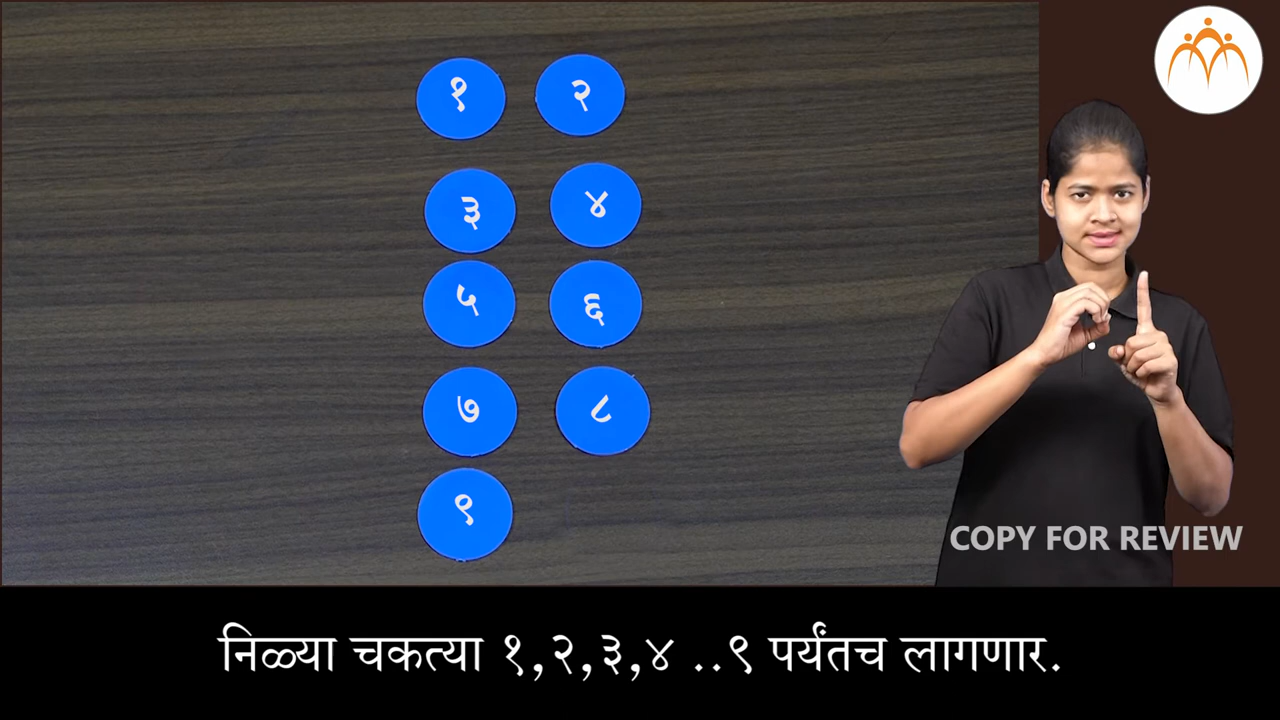 १ २
३ ४
५ ६
७ ८
९
COPY FOR REVIEW
निळ्या चकत्या १,२,३,४ ..९ पर्यंतच लागणार.